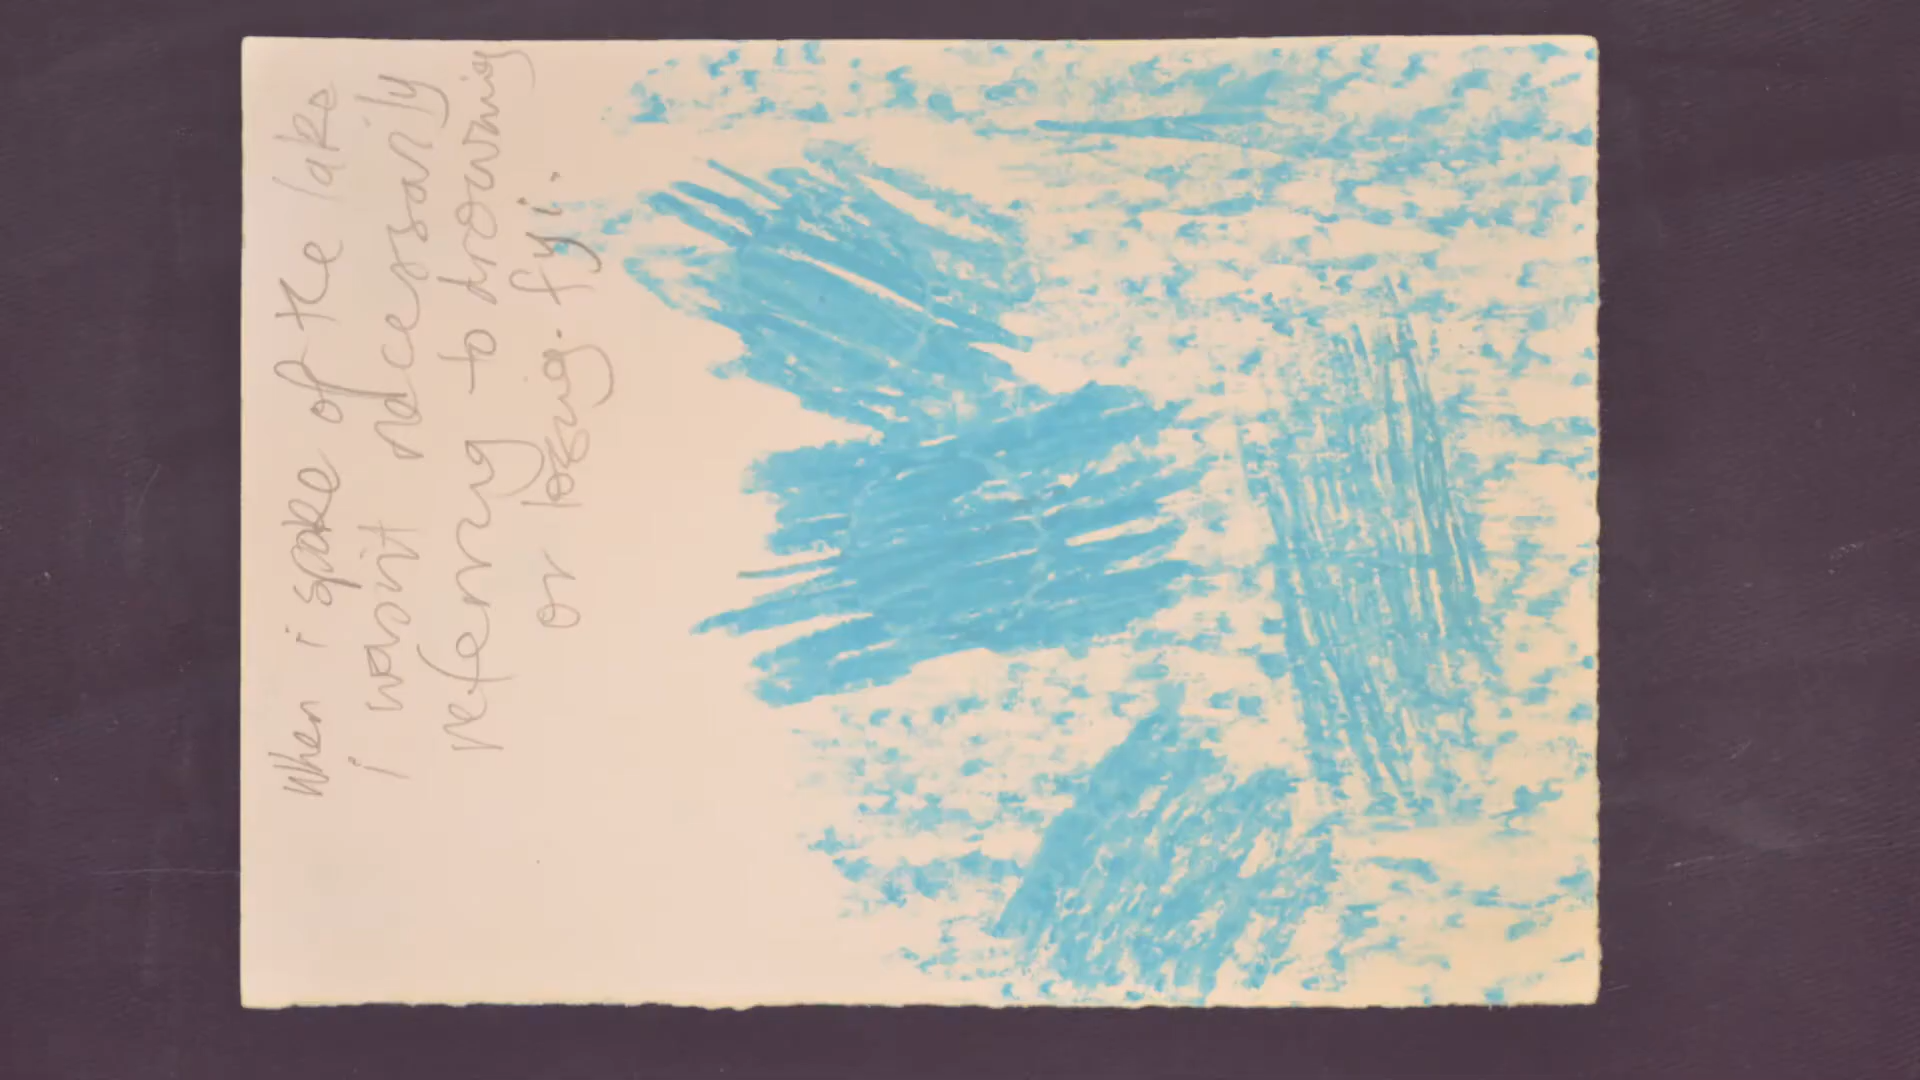 When i spoke of the lake
i wasn't necessarily
referring to drowning
or losing. fyi.